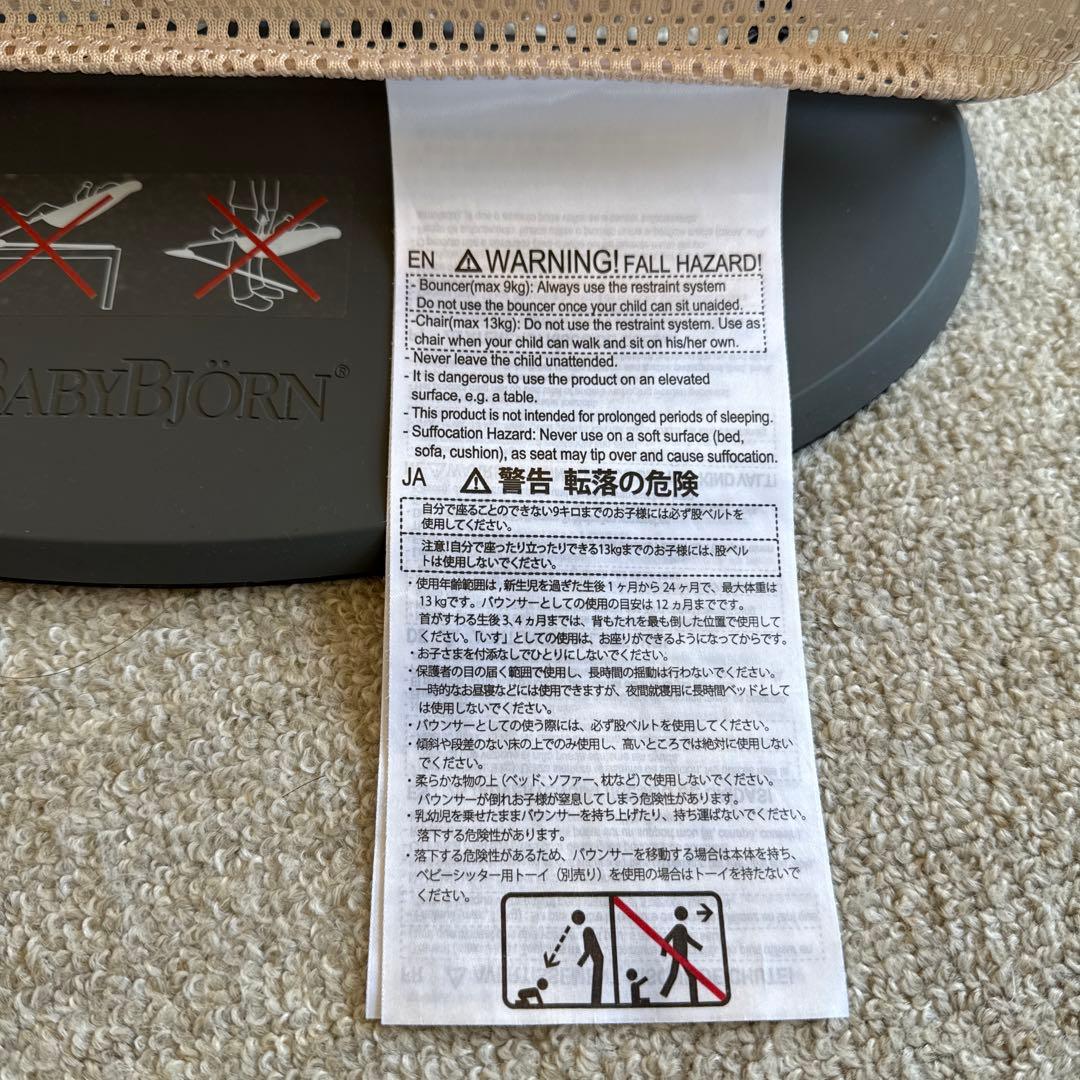 BABYBJÖRN®
EN ⚠ WARNING! FALL HAZARD!
- Bouncer(max 9kg): Always use the restraint system
Do not use the bouncer once your child can sit unaided.
-Chair(max 13kg): Do not use the restraint system. Use as
chair when your child can walk and sit on his/her own.
- Never leave the child unattended.
- It is dangerous to use the product on an elevated
surface, e.g. a table.
- This product is not intended for prolonged periods of sleeping.
- Suffocation Hazard: Never use on a soft surface (bed,
sofa, cushion), as seat may tip over and cause suffocation.
JA ⚠ 警告 転落の危険
自分で座ることのできない9キロまでのお子様には必ず股ベルトを
使用してください。
注意!自分で座ったり立ったりできる13kgまでのお子様には、股ベル
トは使用しないでください。
・使用年齢範囲は，新生児を過ぎた生後1ヶ月から24ヶ月で、最大体重は
13kgです。バウンサーとしての使用の目安は12ヵ月までです。
首がすわる生後3，4ヵ月までは、背もたれを最も倒した位置で使用して
ください。「いす」としての使用は、お座りができるようになってからです。
・お子さまを付添なしでひとりにしないでください。
・保護者の目の届く範囲で使用し、長時間の揺動は行わないでください。
・一時的なお昼寝などには使用できますが、夜間就寝用に長時間ベッドとして
は使用しないでください。
・バウンサーとしての使う際には、必ず股ベルトを使用してください。
・傾斜や段差のない床の上でのみ使用し、高いところでは絶対に使用しない
でください。
・柔らかな物の上（ベッド、ソファー、枕など）で使用しないでください。
バウンサーが倒れお子様が窒息してしまう危険性があります。
・乳幼児を乗せたままバウンサーを持ち上げたり、持ち運ばないでください。
落下する危険性があります。
・落下する危険性があるため、バウンサーを移動する場合は本体を持ち、
ベビーシッター用トーイ（別売り）を使用の場合はトーイを持たないで
ください。